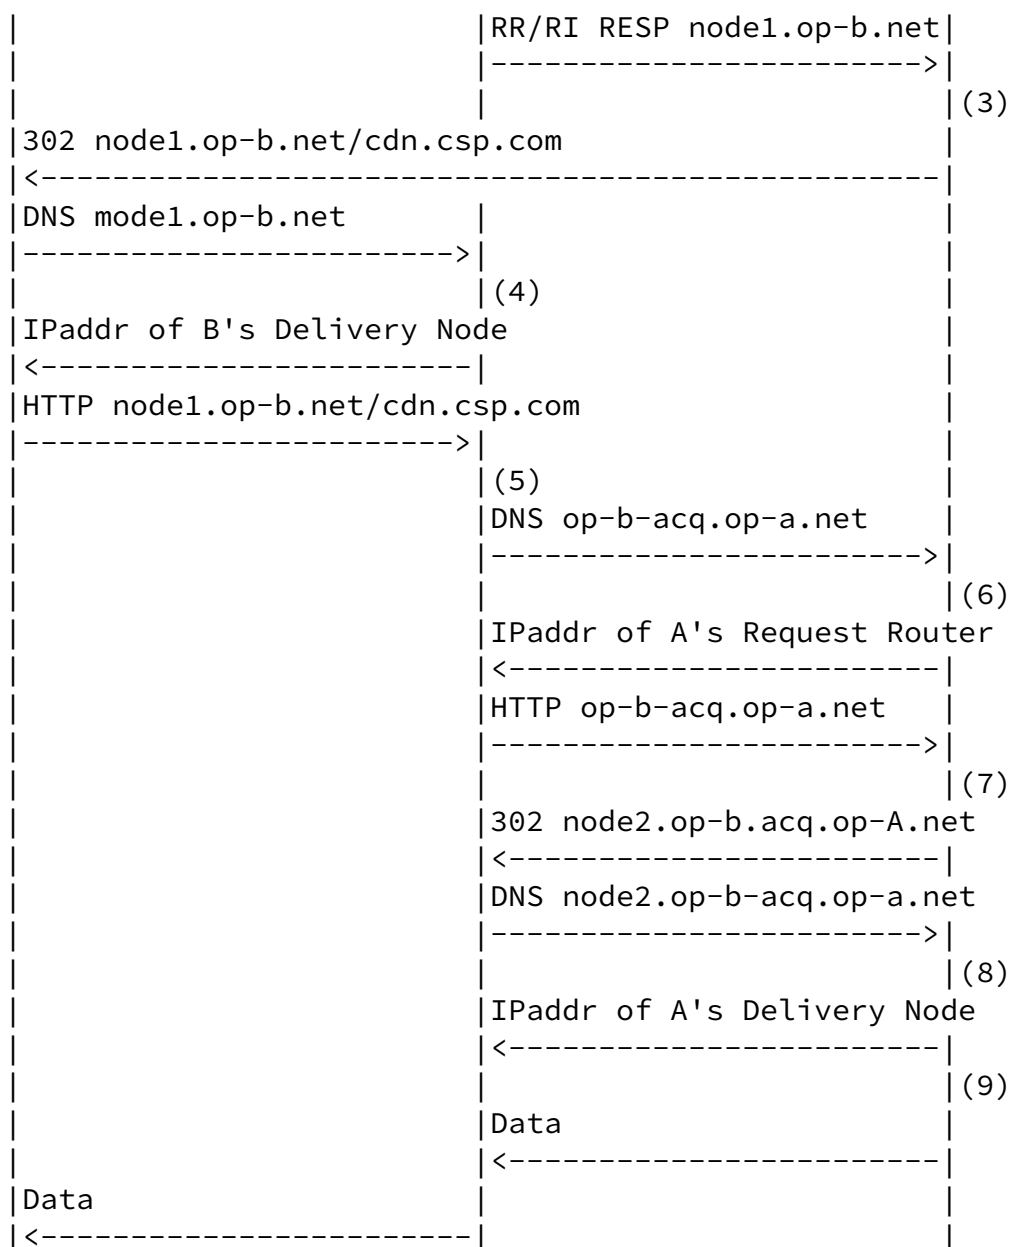 RR/RI RESP node1.op-b.net
(3)
302 node1.op-b.net/cdn.csp.com
DNS mode1.op-b.net
(4)
IPaddr of B's Delivery Node
HTTP node1.op-b.net/cdn.csp.com
(5)
DNS op-b-acq.op-a.net
(6)
IPaddr of A's Request Router
HTTP op-b-acq.op-a.net
(7)
302 node2.op-b.acq.op-A.net
DNS node2.op-b-acq.op-a.net
(8)
IPaddr of A's Delivery Node
(9)
Data
Data